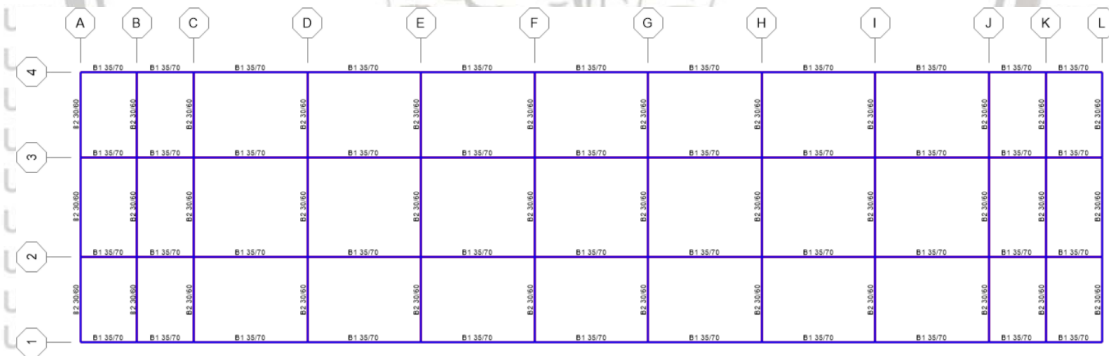 A B C D E F G H I J K L
4
B1 35/70 B1 35/70 B1 35/70 B1 35/70 B1 35/70 B1 35/70 B1 35/70 B1 35/70 B1 35/70 B1 35/70 B1 35/70
B2 30/60 B2 30/60 B2 30/60 B2 30/60 B2 30/60 B2 30/60 B2 30/60 B2 30/60 B2 30/60 B2 30/60 B2 30/60 B2 30/60
3
B1 35/70 B1 35/70 B1 35/70 B1 35/70 B1 35/70 B1 35/70 B1 35/70 B1 35/70 B1 35/70 B1 35/70 B1 35/70
B2 30/60 B2 30/60 B2 30/60 B2 30/60 B2 30/60 B2 30/60 B2 30/60 B2 30/60 B2 30/60 B2 30/60 B2 30/60 B2 30/60
2
B1 35/70 B1 35/70 B1 35/70 B1 35/70 B1 35/70 B1 35/70 B1 35/70 B1 35/70 B1 35/70 B1 35/70 B1 35/70
B2 30/60 B2 30/60 B2 30/60 B2 30/60 B2 30/60 B2 30/60 B2 30/60 B2 30/60 B2 30/60 B2 30/60 B2 30/60 B2 30/60
1
B1 35/70 B1 35/70 B1 35/70 B1 35/70 B1 35/70 B1 35/70 B1 35/70 B1 35/70 B1 35/70 B1 35/70 B1 35/70